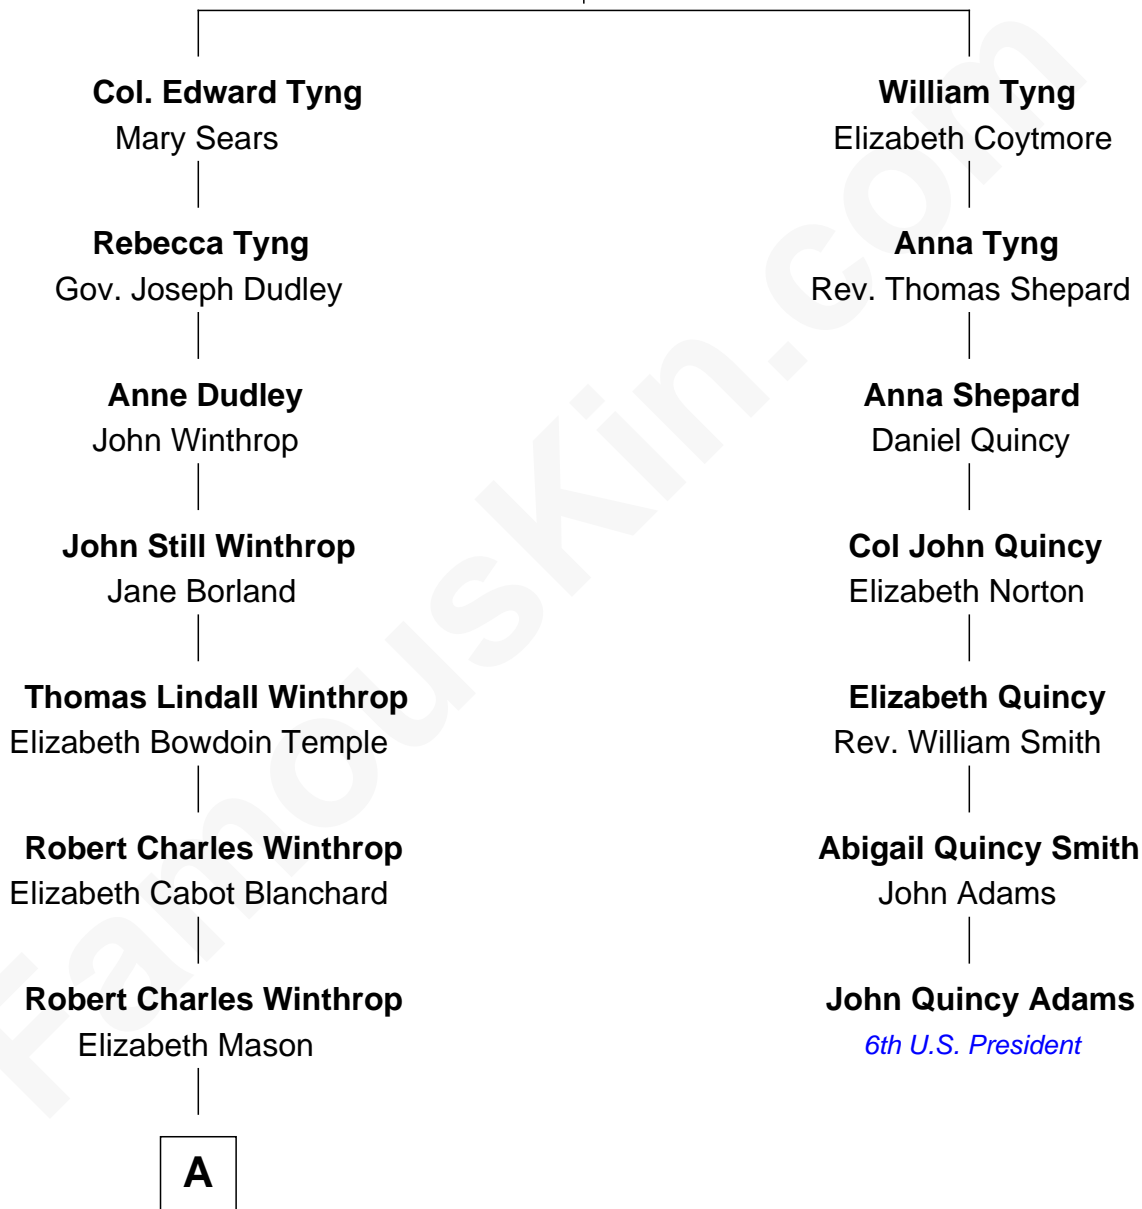 Col. Edward Tyng
Mary Sears
William Tyng
Elizabeth Coytmore
Rebecca Tyng
Gov. Joseph Dudley
Anna Tyng
Rev. Thomas Shepard
Anne Dudley
John Winthrop
Anna Shepard
Daniel Quincy
John Still Winthrop
Jane Borland
Col John Quincy
Elizabeth Norton
Thomas Lindall Winthrop
Elizabeth Bowdoin Temple
Elizabeth Quincy
Rev. William Smith
Robert Charles Winthrop
Elizabeth Cabot Blanchard
Abigail Quincy Smith
John Adams
Robert Charles Winthrop
Elizabeth Mason
John Quincy Adams
6th U.S. President
A
FamousKin.com